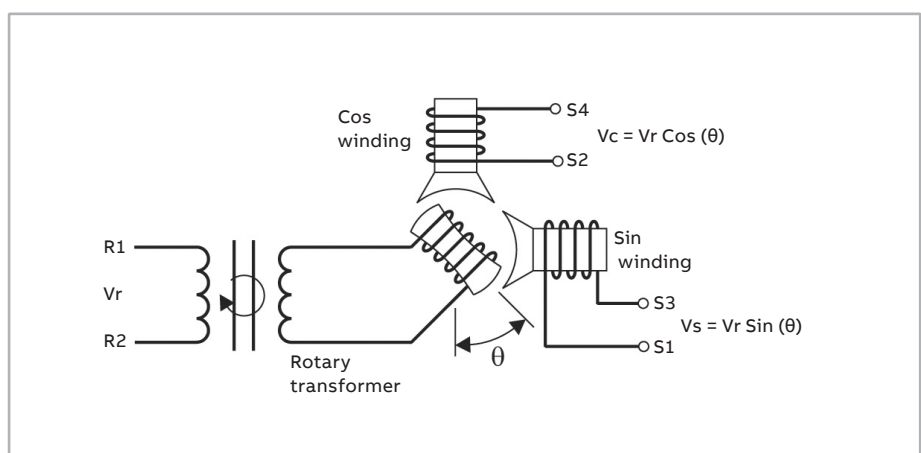 Cos
winding
S4
Vc = Vr Cos (θ)
S2
R1
Vr
R2
Rotary
transformer
θ
Sin
winding
S3
Vs = Vr Sin (θ)
S1